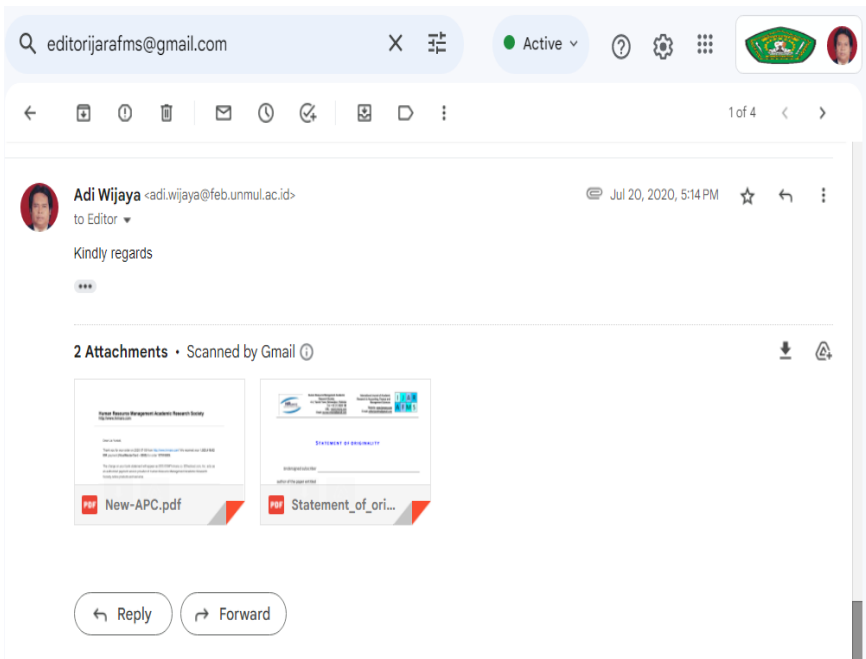 editorijarafms@gmail.com
Active
1 of 4
Adi Wijaya <adi.wijaya@feb.unmul.ac.id>
Jul 20, 2020, 5:14 PM
to Editor
Kindly regards
2 Attachments • Scanned by Gmail
Human Resource Management Academic Research Society
STATEMENT OF ORIGINALITY
PDF New-APC.pdf
PDF Statement_of_ori...
Reply
Forward